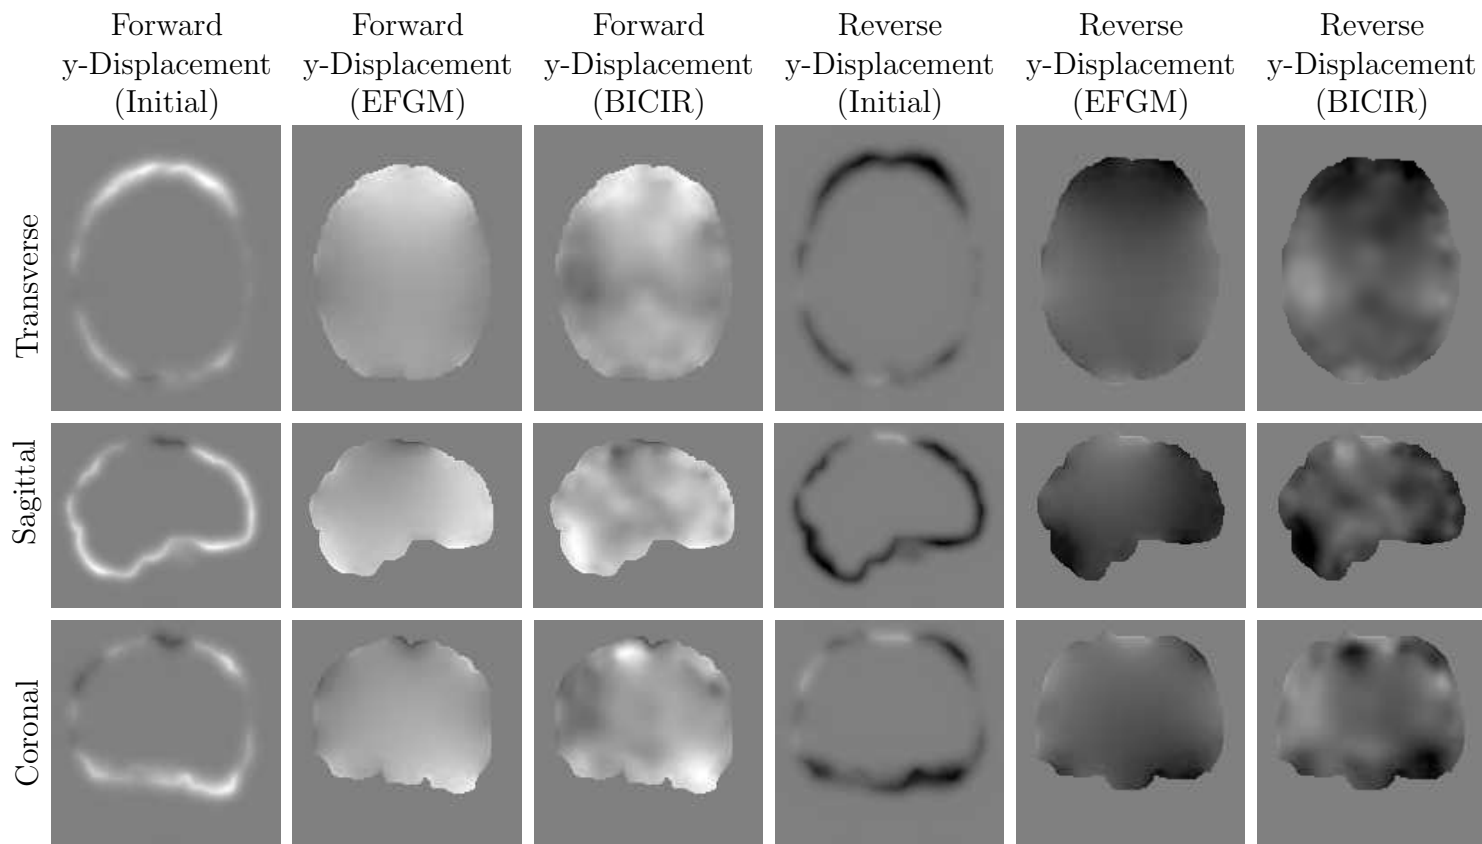 Forward
y-Displacement
(Initial)
Forward
y-Displacement
(EFGM)
Forward
y-Displacement
(BICIR)
Reverse
y-Displacement
(Initial)
Reverse
y-Displacement
(EFGM)
Reverse
y-Displacement
(BICIR)
Transverse
Sagittal
Coronal